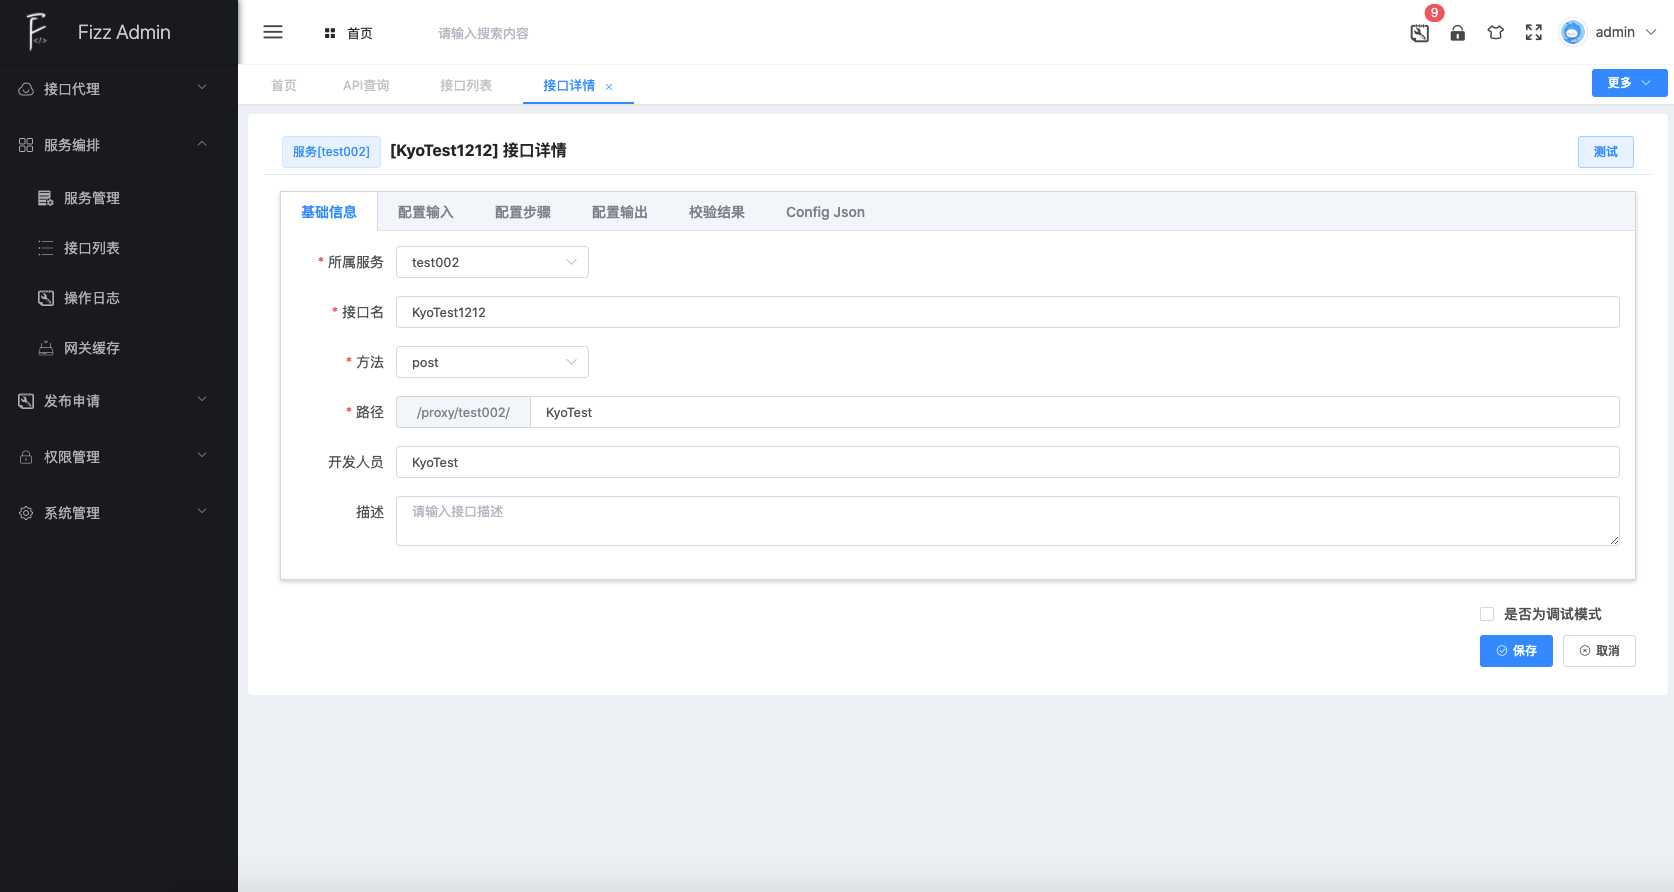 Fizz Admin
首页
请输入搜索内容
9
admin
接口代理
服务编排
服务管理
接口列表
操作日志
网关缓存
发布申请
权限管理
系统管理
首页
API查询
接口列表
接口详情
更多
服务[test002]
[KyoTest1212] 接口详情
测试
基础信息
配置输入
配置步骤
配置输出
校验结果
Config Json
* 所属服务
test002
* 接口名
KyoTest1212
* 方法
post
* 路径
/proxy/test002/
KyoTest
开发人员
KyoTest
描述
请输入接口描述
是否为调试模式
保存
取消